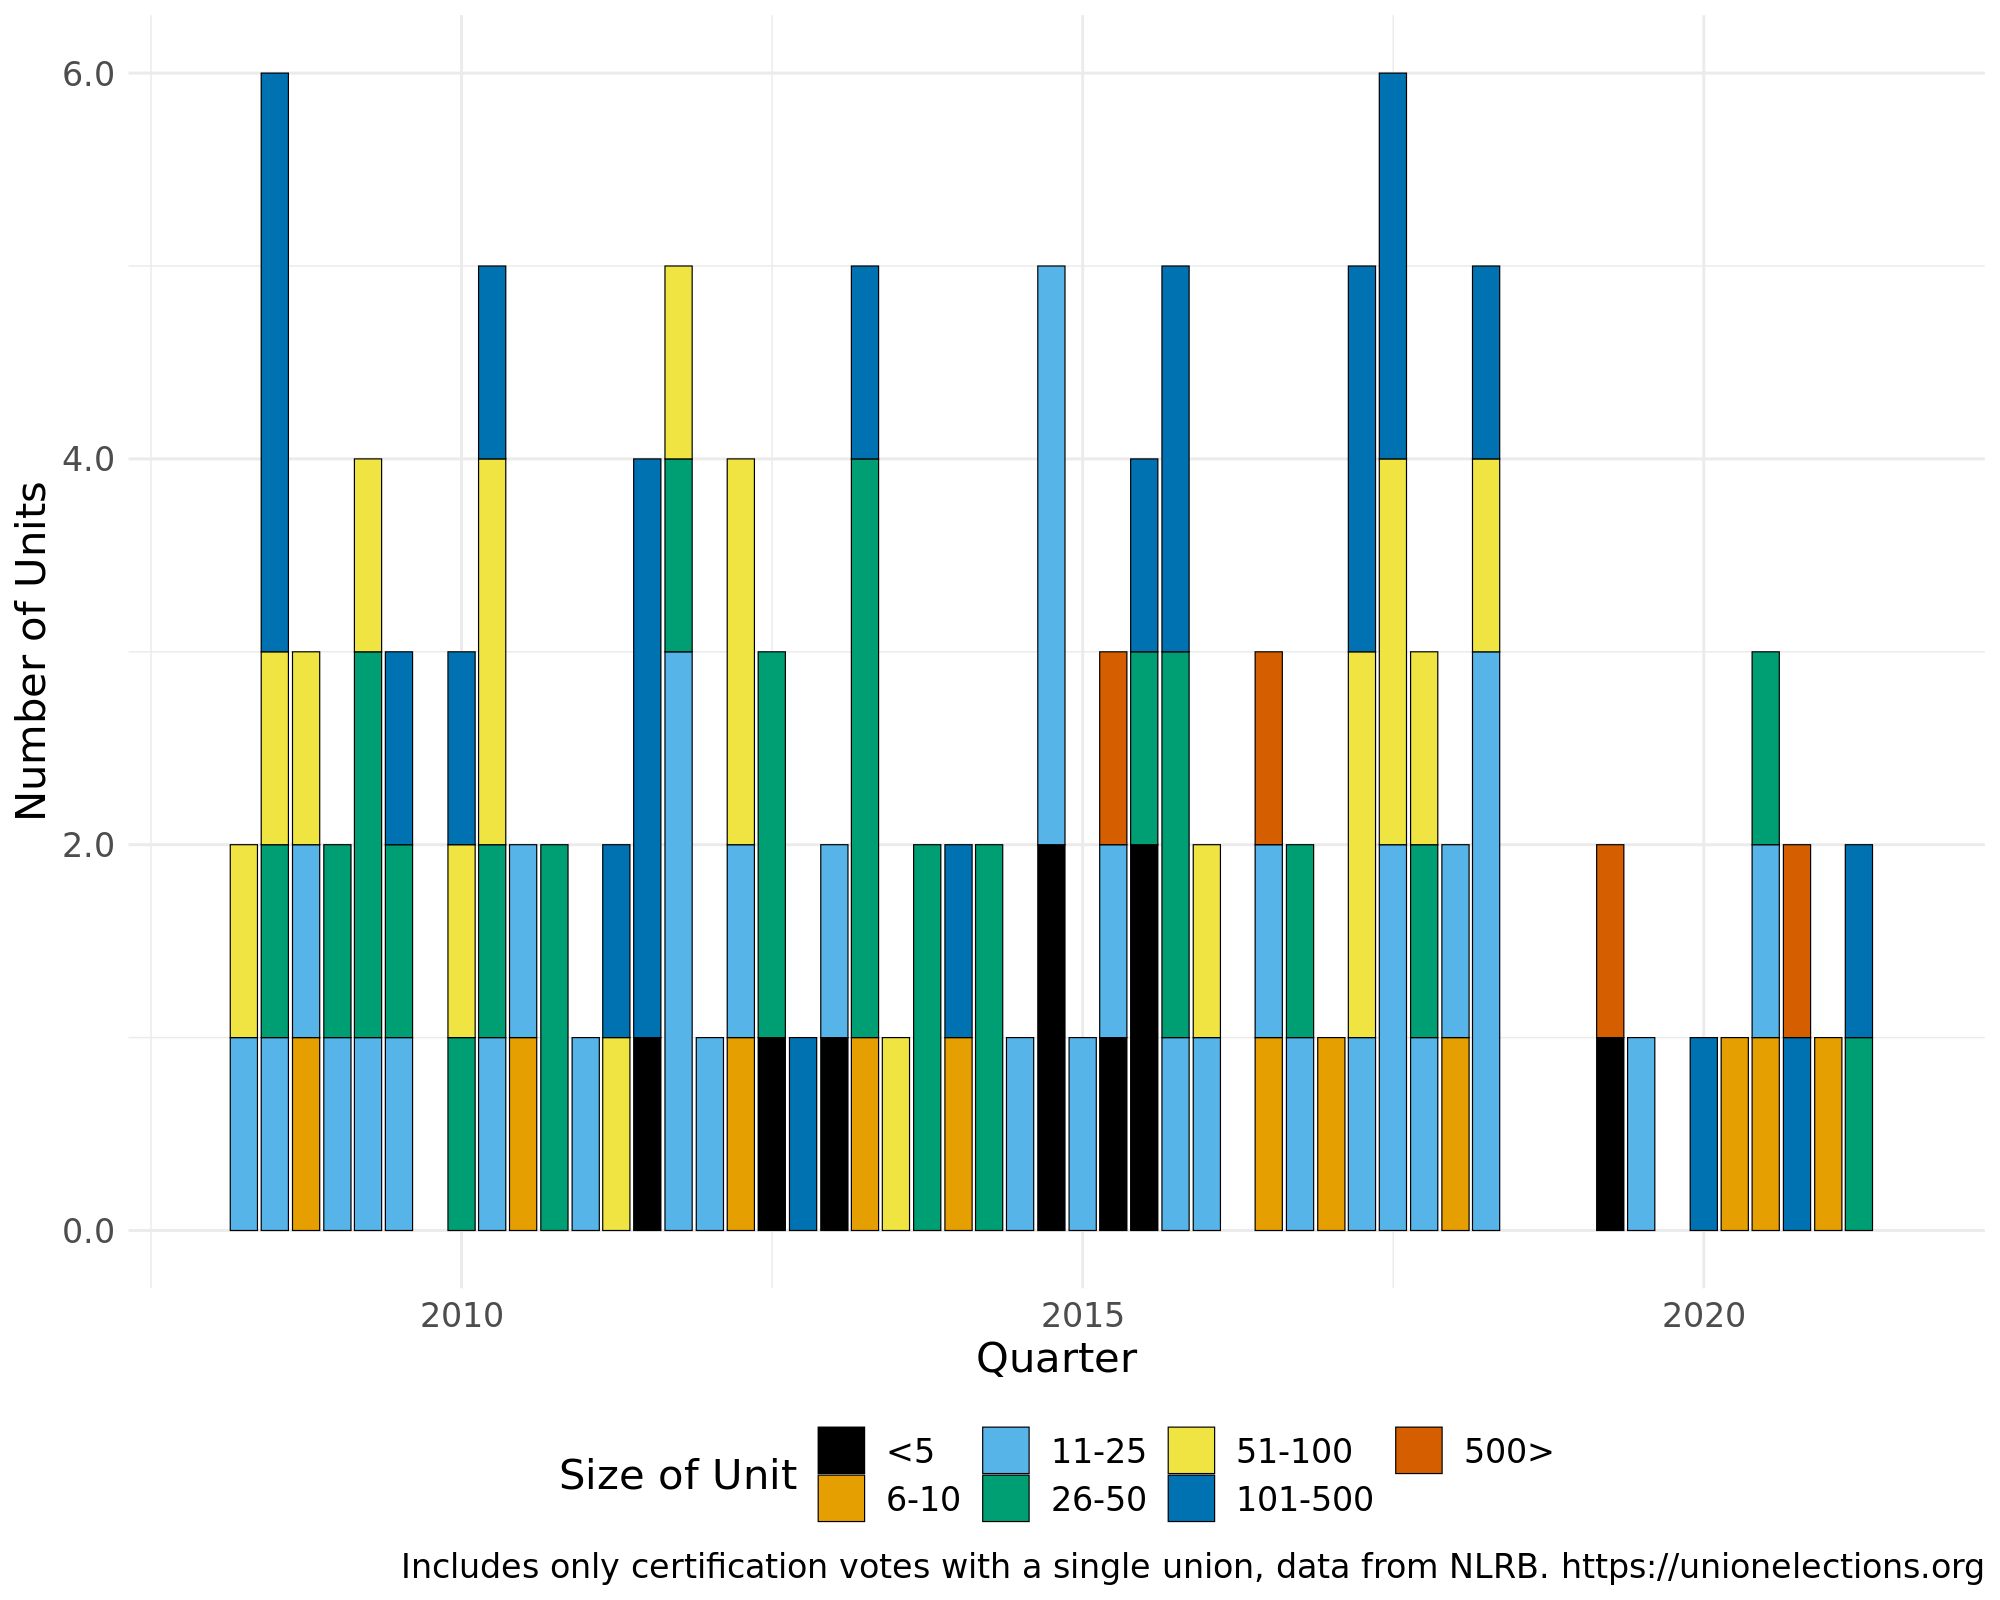 6.0
4.0
2.0
0.0
Number of Units
2010 2015 2020
Quarter
Size of Unit
<5 11-25 51-100 500>
6-10 26-50 101-500
Includes only certification votes with a single union, data from NLRB. https://unionelections.org